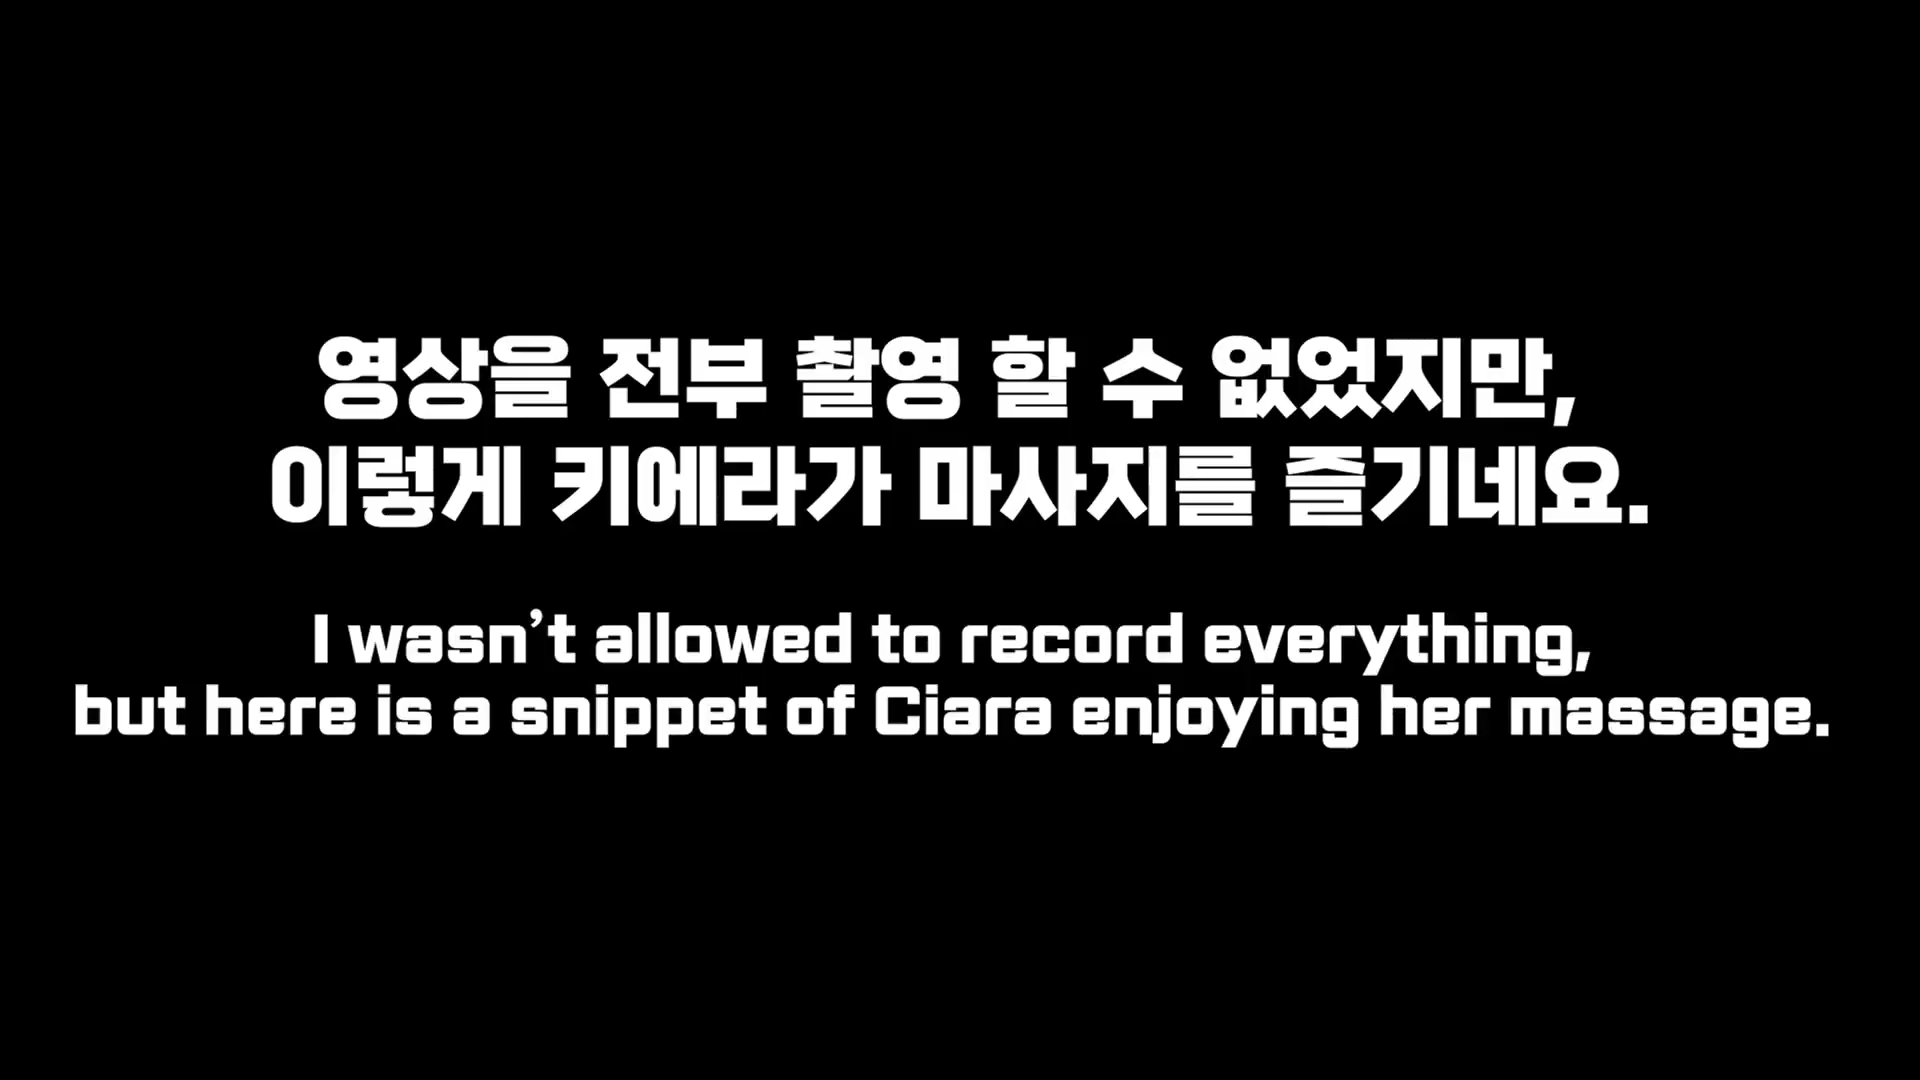 영상을 전부 촬영 할 수 없었지만,
이렇게 키에라가 마사지를 즐기네요.
I wasn’t allowed to record everything,
but here is a snippet of Ciara enjoying her massage.